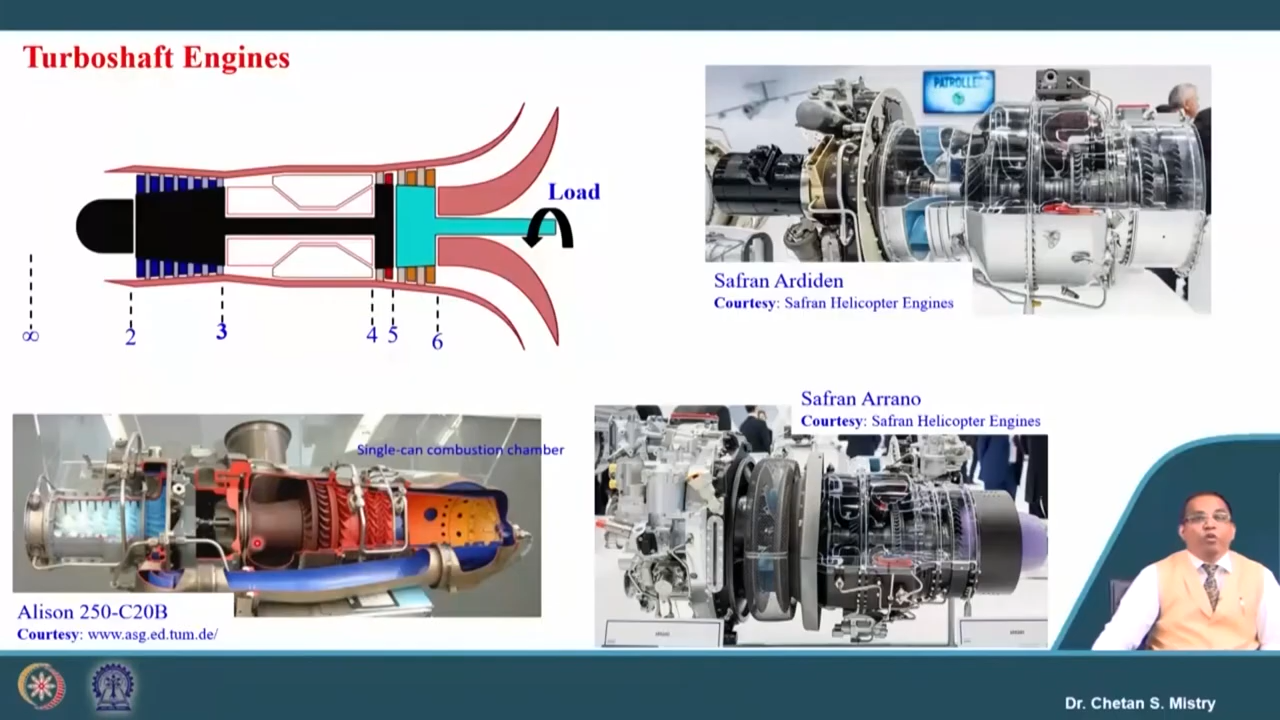 Turboshaft Engines
PATROLLE
Load
Safran Ardiden
Courtesy: Safran Helicopter Engines
∞
2
3
4
5
6
Safran Arrano
Courtesy: Safran Helicopter Engines
Single-can combustion chamber
Alison 250-C20B
Courtesy: www.asg.ed.tum.de/
Dr. Chetan S. Mistry